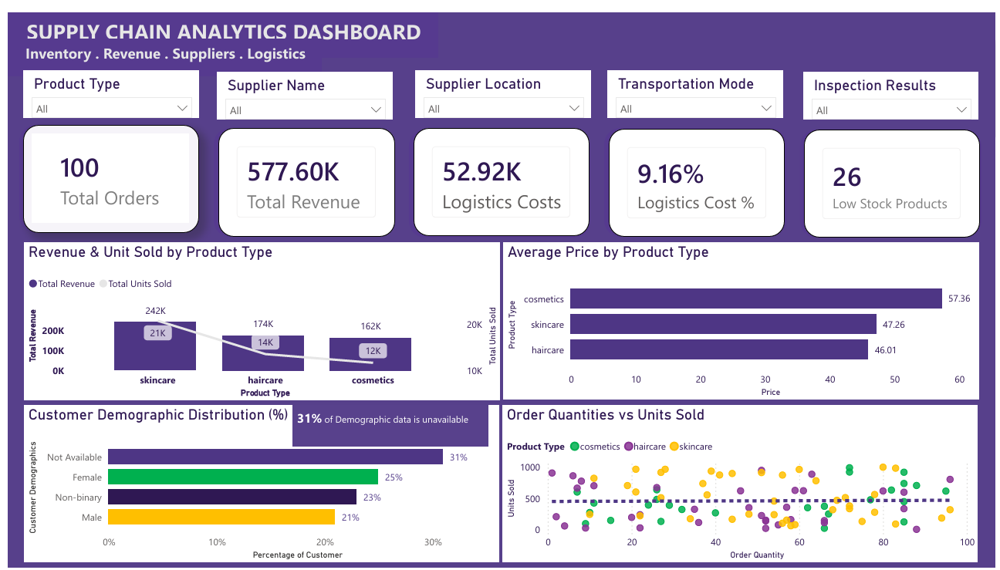 SUPPLY CHAIN ANALYTICS DASHBOARD
Inventory . Revenue . Suppliers . Logistics
Product Type
All
Supplier Name
All
Supplier Location
All
Transportation Mode
All
Inspection Results
All
100
Total Orders
577.60K
Total Revenue
52.92K
Logistics Costs
9.16%
Logistics Cost %
26
Low Stock Products
Revenue & Unit Sold by Product Type
Total Revenue Total Units Sold
Total Revenue
200K
100K
0K
242K
21K
174K
14K
162K
12K
20K
10K
Total Units Sold
skincare haircare cosmetics
Product Type
Average Price by Product Type
Product Type
cosmetics 57.36
skincare 47.26
haircare 46.01
0 10 20 30 40 50 60
Price
Customer Demographic Distribution (%)
31% of Demographic data is unavailable
Customer Demographics
Not Available 31%
Female 25%
Non-binary 23%
Male 21%
0% 10% 20% 30%
Percentage of Customer
Order Quantities vs Units Sold
Product Type cosmetics haircare skincare
Units Sold
1000
500
0
0 20 40 60 80 100
Order Quantity